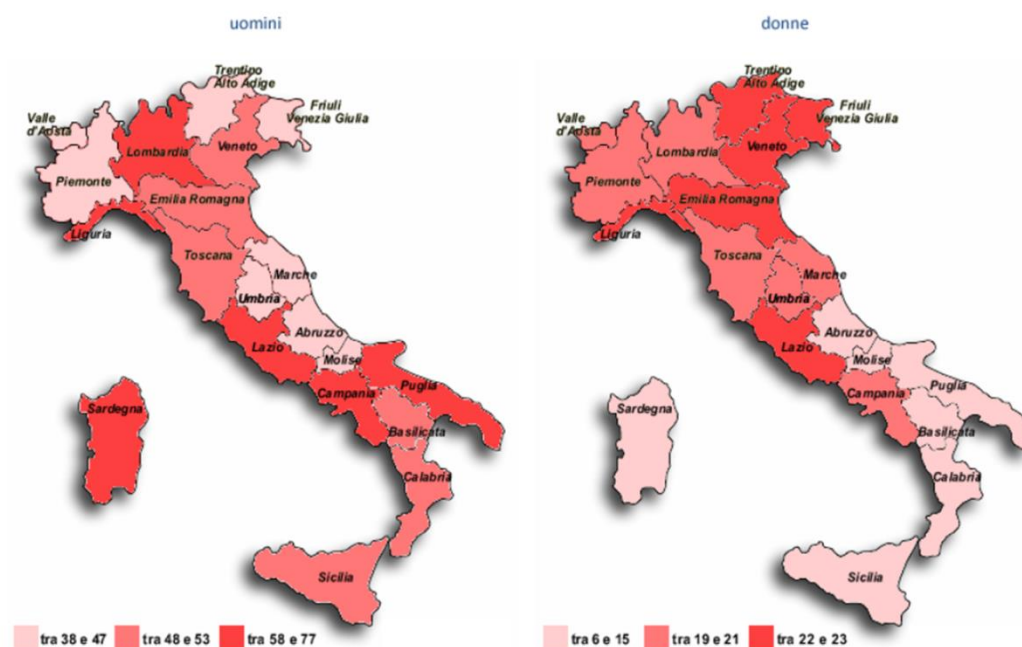 uomini
Trentino
Alto Adige
Friuli
Venezia Giulia
Valle
d'Aosta
Lombardia
Veneto
Piemonte
Emilia Romagna
Liguria
Toscana
Marche
Umbria
Abruzzo
Lazio
Molise
Campania
Puglia
Basilicata
Sardegna
Calabria
Sicilia
tra 38 e 47
tra 48 e 53
tra 58 e 77
donne
Trentino
Alto Adige
Friuli
Venezia Giulia
Valle
d'Aosta
Lombardia
Veneto
Piemonte
Emilia Romagna
Liguria
Toscana
Marche
Umbria
Abruzzo
Lazio
Molise
Campania
Puglia
Basilicata
Sardegna
Calabria
Sicilia
tra 6 e 15
tra 19 e 21
tra 22 e 23